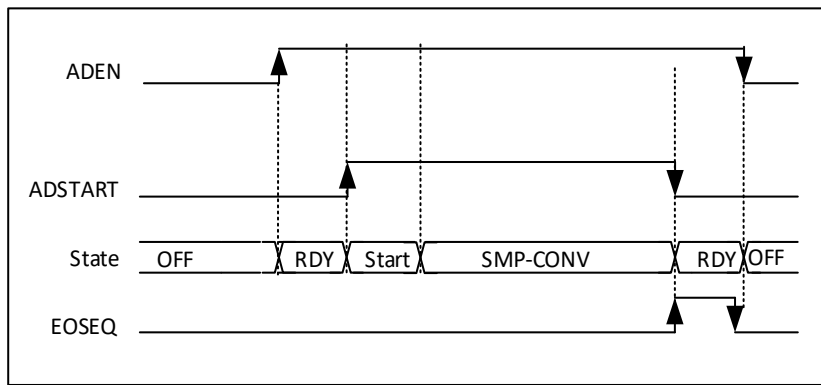 ADEN
ADSTART
State OFF RDY Start SMP-CONV RDY OFF
EOSEQ